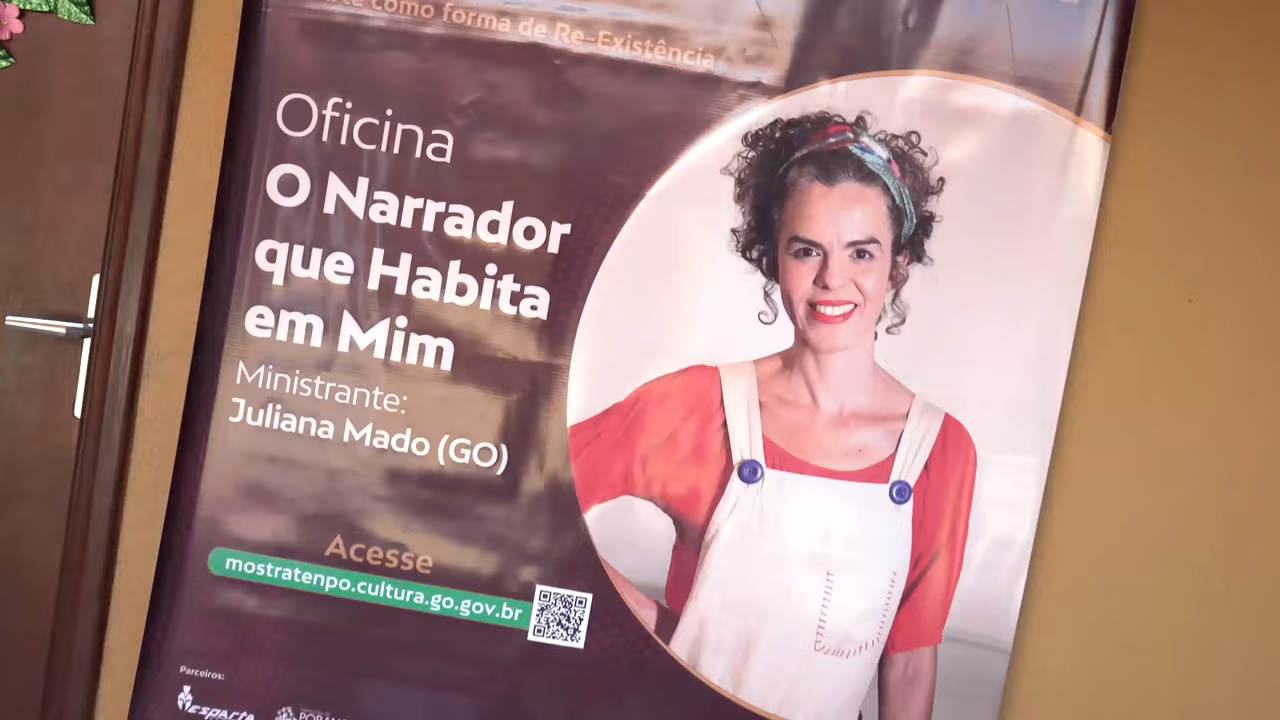 como forma de Re-Existência
Oficina
O Narrador
que Habita
em Mim
Ministrante:
Juliana Mado (GO)
Acesse
mostratenpo.cultura.go.gov.br
Parceiros: